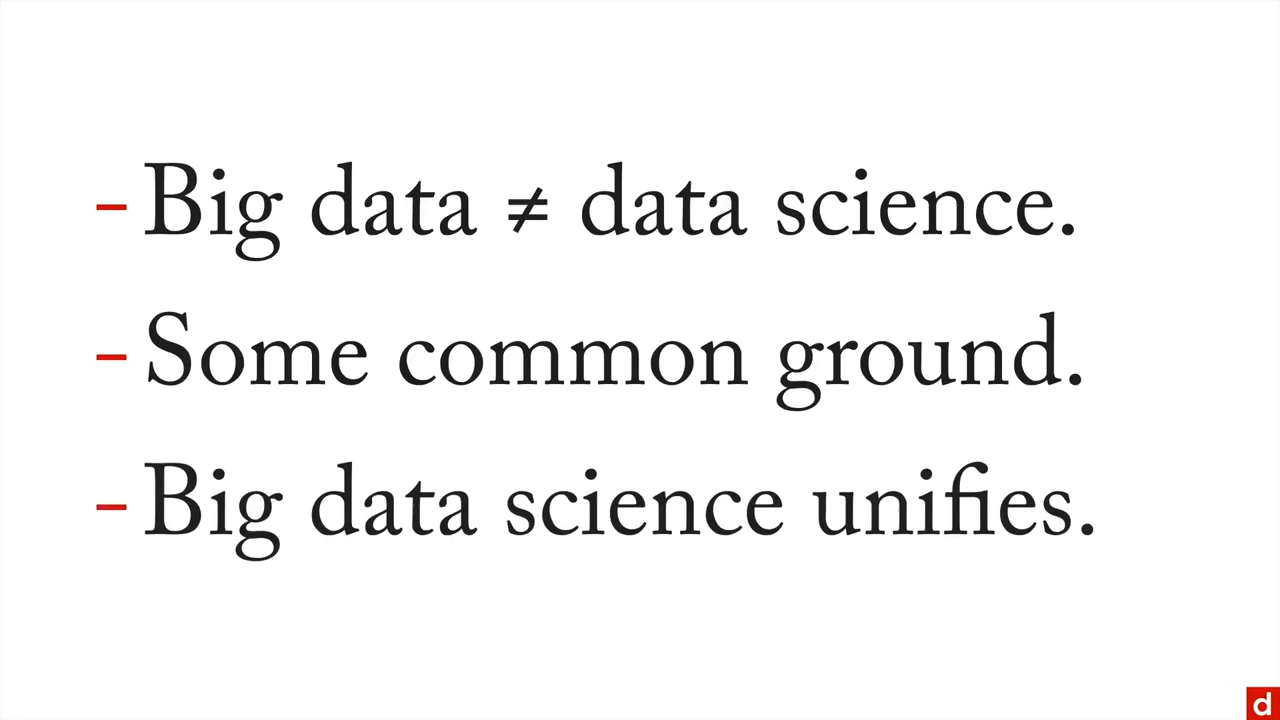 - Big data ≠ data science.
- Some common ground.
- Big data science unifies.
d